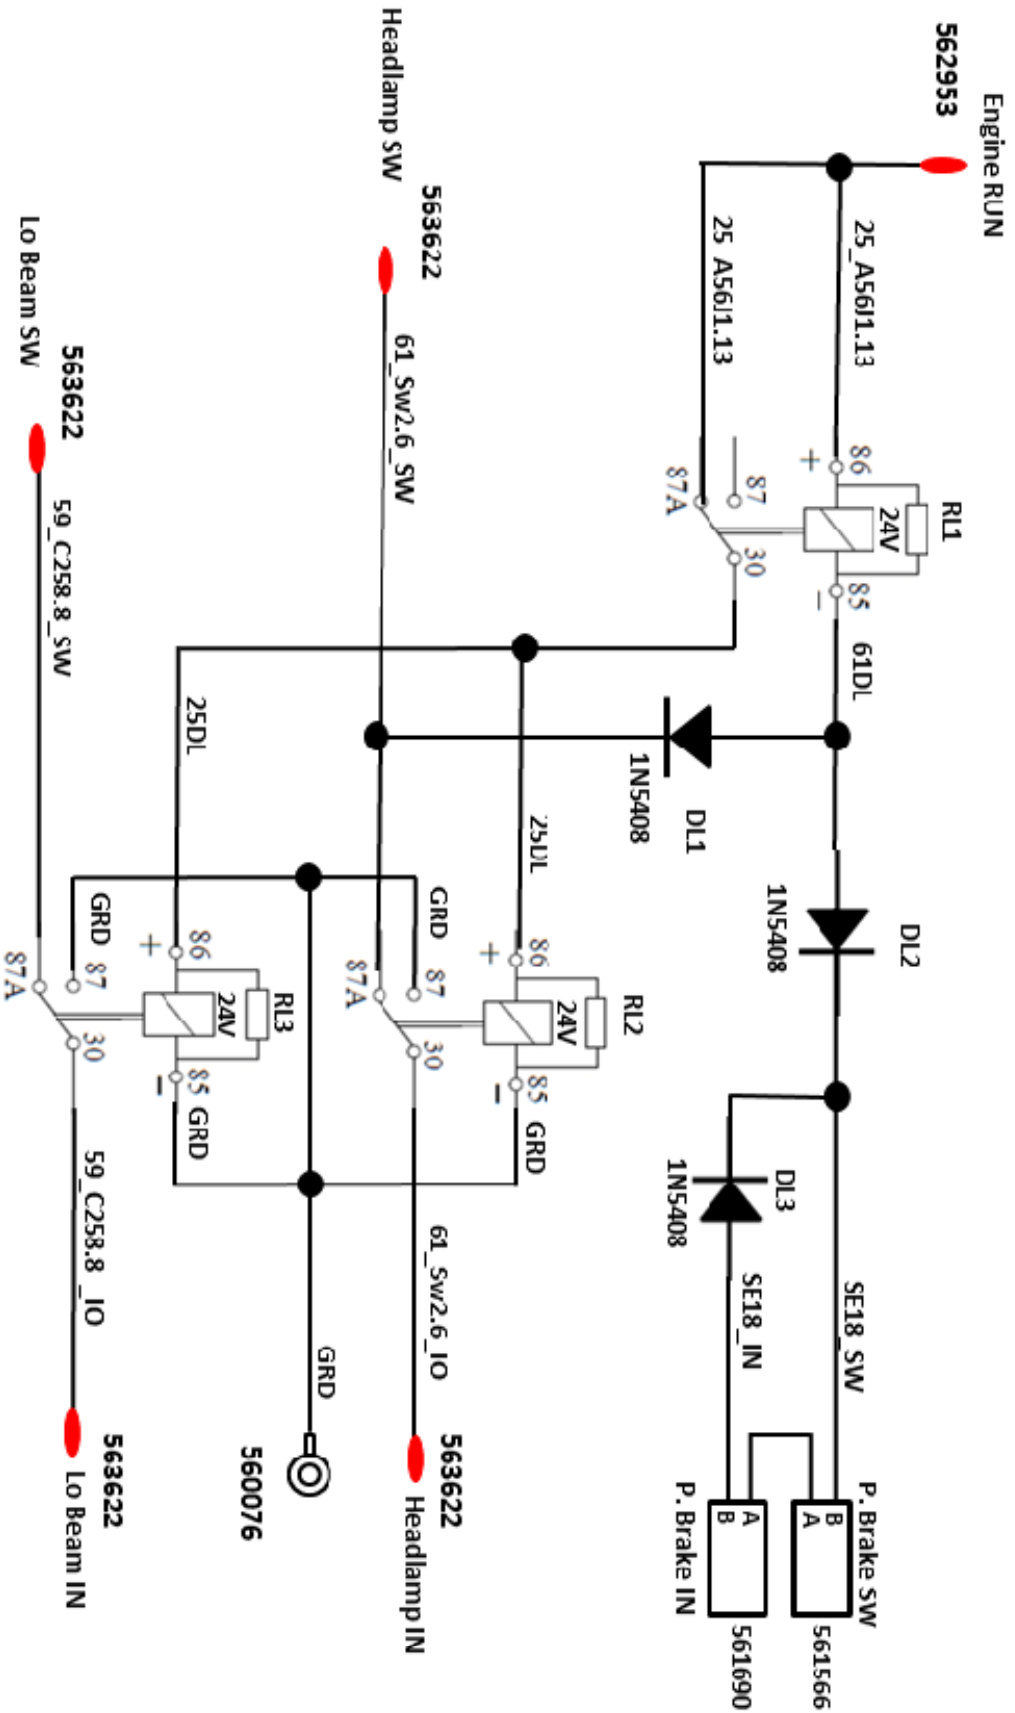 Engine RUN
562953
25_A56J1.13
25 A56J1.13
86
+
RL1
24V
85
–
87
87A
30
61DL
DL1
1N5408
DL2
1N5408
DL3
1N5408
SE18_SW
SE18_IN
P. Brake SW
B
A
561566
A
B
P. Brake IN
561690
Headlamp SW
563622
61_Sw2.6_SW
25DL
86
+
RL2
24V
85
–
GRD
GRD
87
87A
30
61_Sw2.6_IO
563622
Headlamp IN
Lo Beam SW
563622
59_C258.8_SW
25DL
86
+
RL3
24V
85
–
GRD
GRD
87
87A
30
59_C258.8_IO
563622
Lo Beam IN
GRD
560076